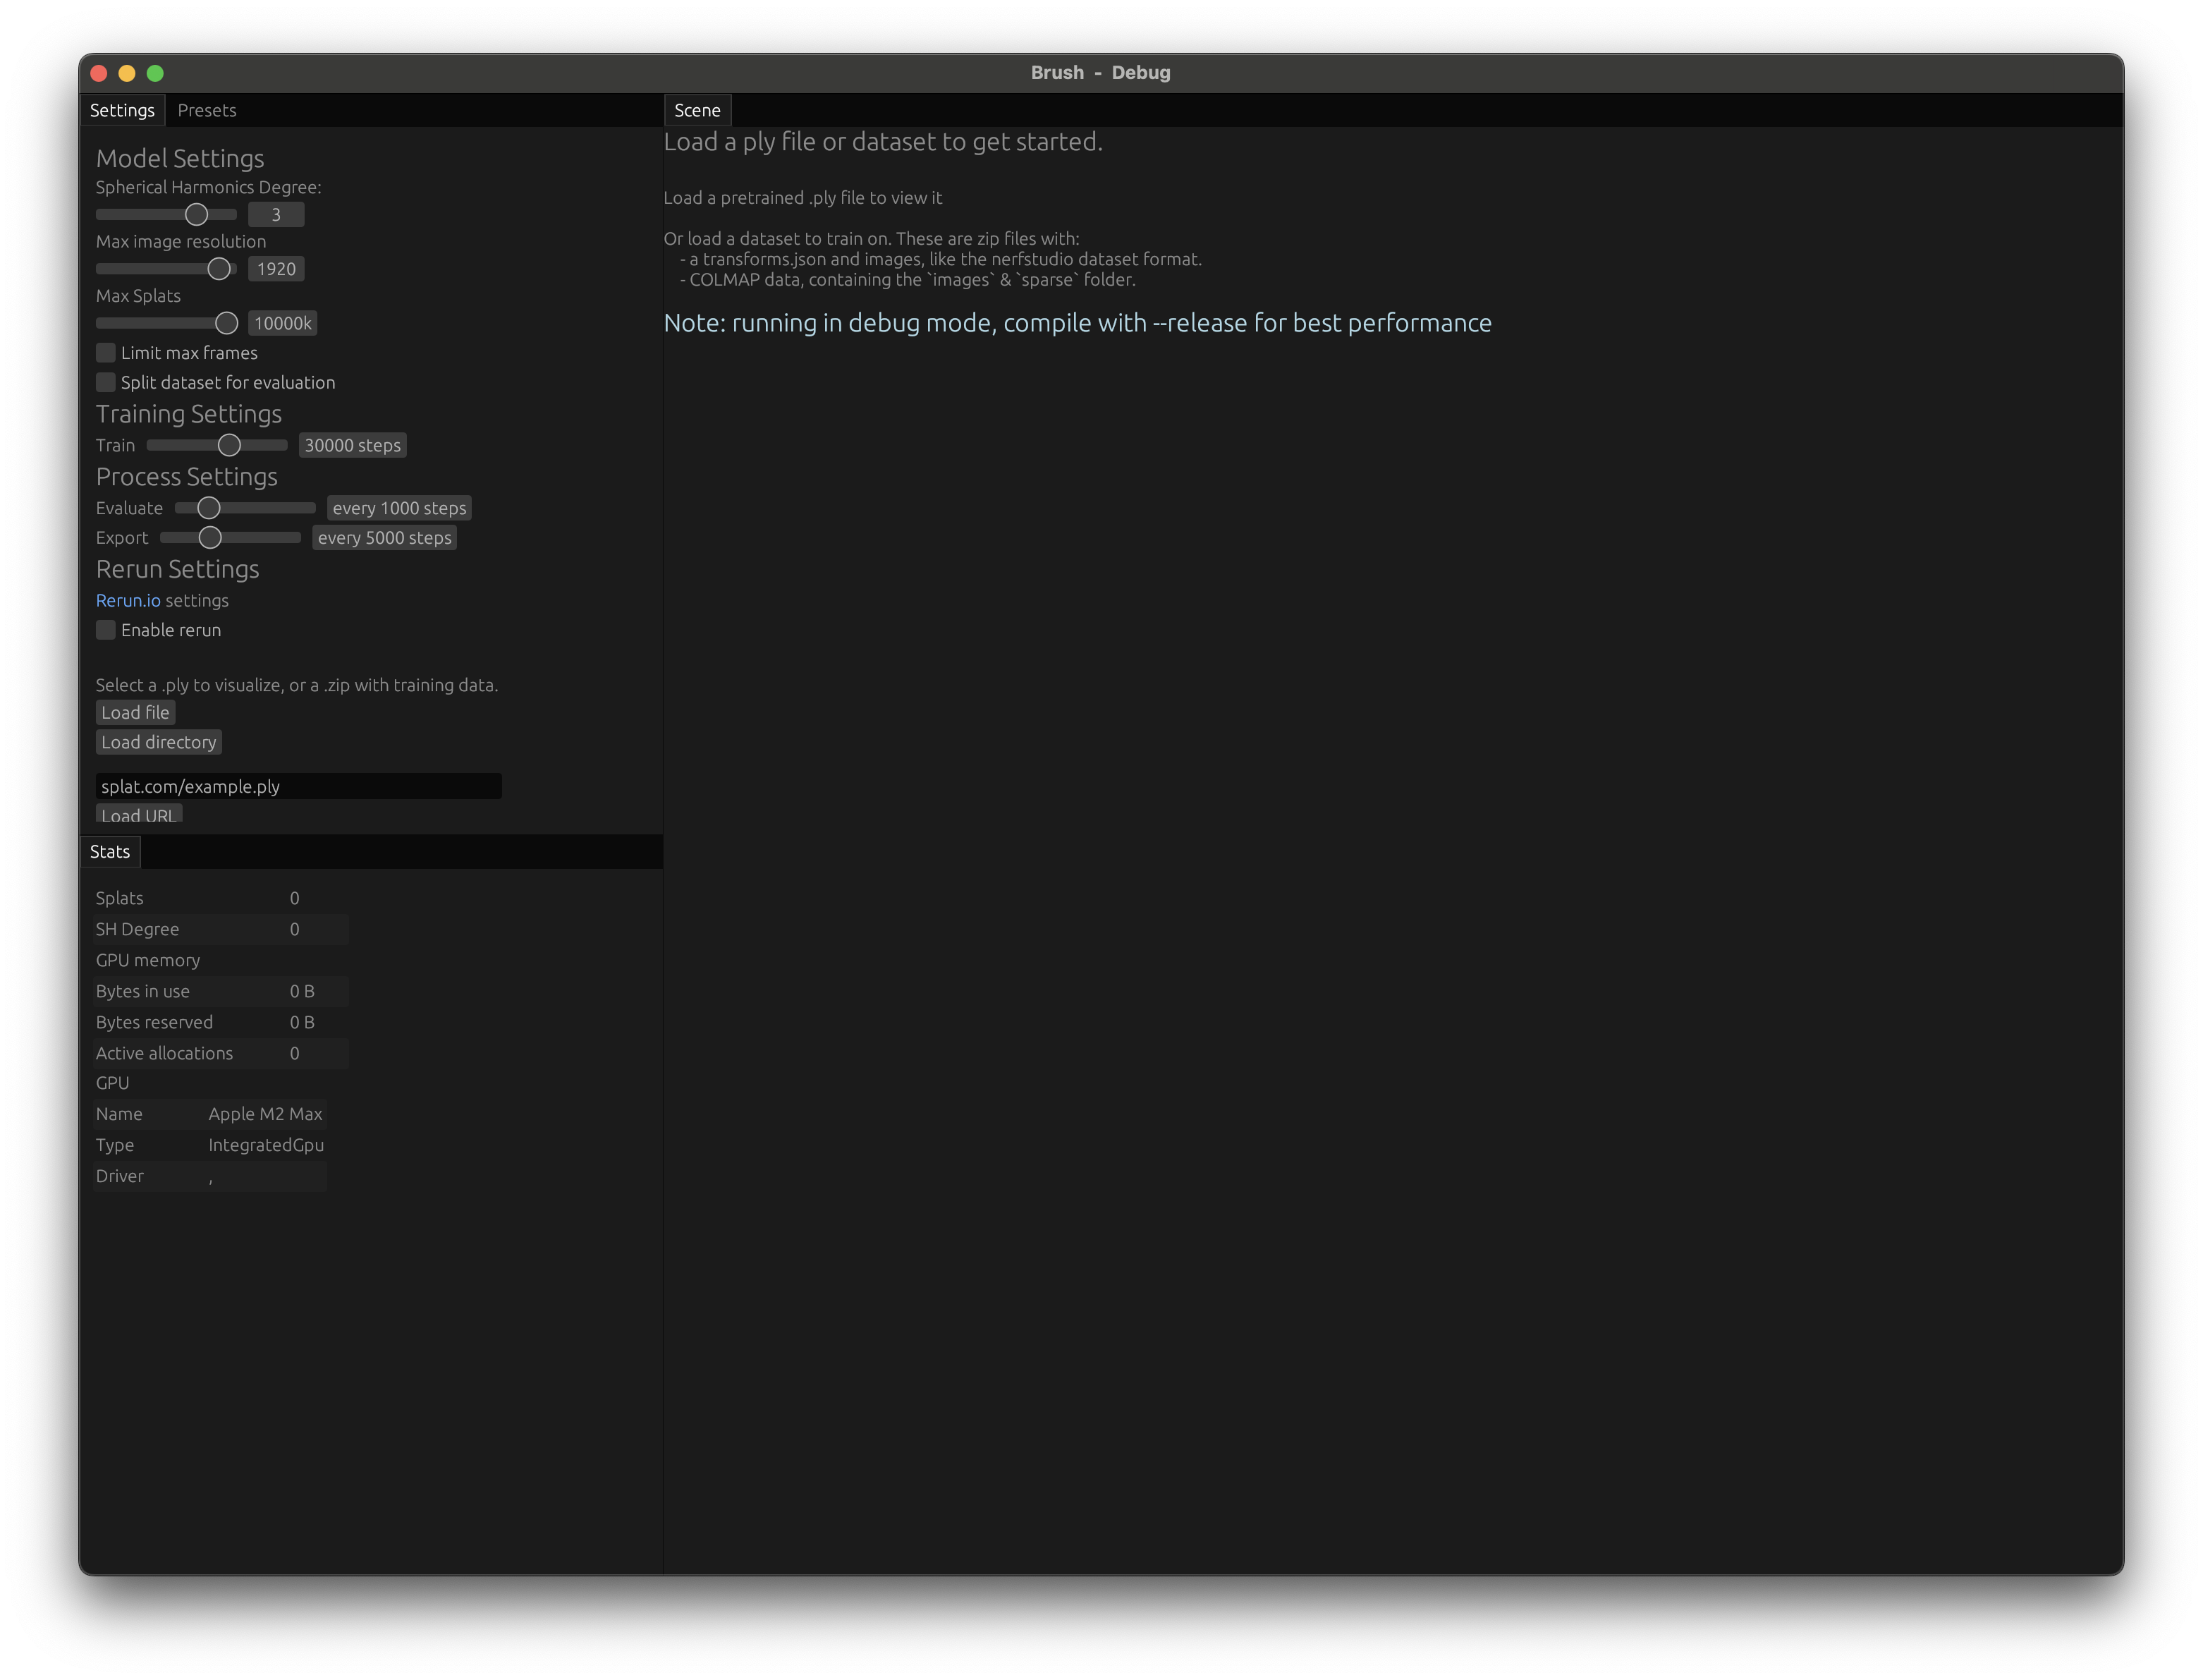 Brush - Debug
Settings Presets
Model Settings
Spherical Harmonics Degree:
3
Max image resolution
1920
Max Splats
10000k
Limit max frames
Split dataset for evaluation
Training Settings
Train 30000 steps
Process Settings
Evaluate every 1000 steps
Export every 5000 steps
Rerun Settings
Rerun.io settings
Enable rerun
Select a .ply to visualize, or a .zip with training data.
Load file
Load directory
splat.com/example.ply
Load URL
Stats
Splats 0
SH Degree 0
GPU memory
Bytes in use 0 B
Bytes reserved 0 B
Active allocations 0
GPU
Name Apple M2 Max
Type IntegratedGpu
Driver ,
Scene
Load a ply file or dataset to get started.
Load a pretrained .ply file to view it
Or load a dataset to train on. These are zip files with:
- a transforms.json and images, like the nerfstudio dataset format.
- COLMAP data, containing the `images` & `sparse` folder.
Note: running in debug mode, compile with --release for best performance